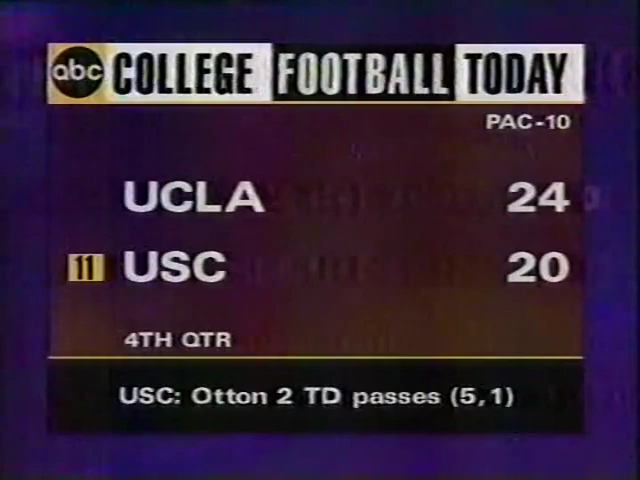 abc COLLEGE FOOTBALL TODAY
PAC-10
UCLA 24
11 USC 20
4TH QTR
USC: Otton 2 TD passes (5,1)